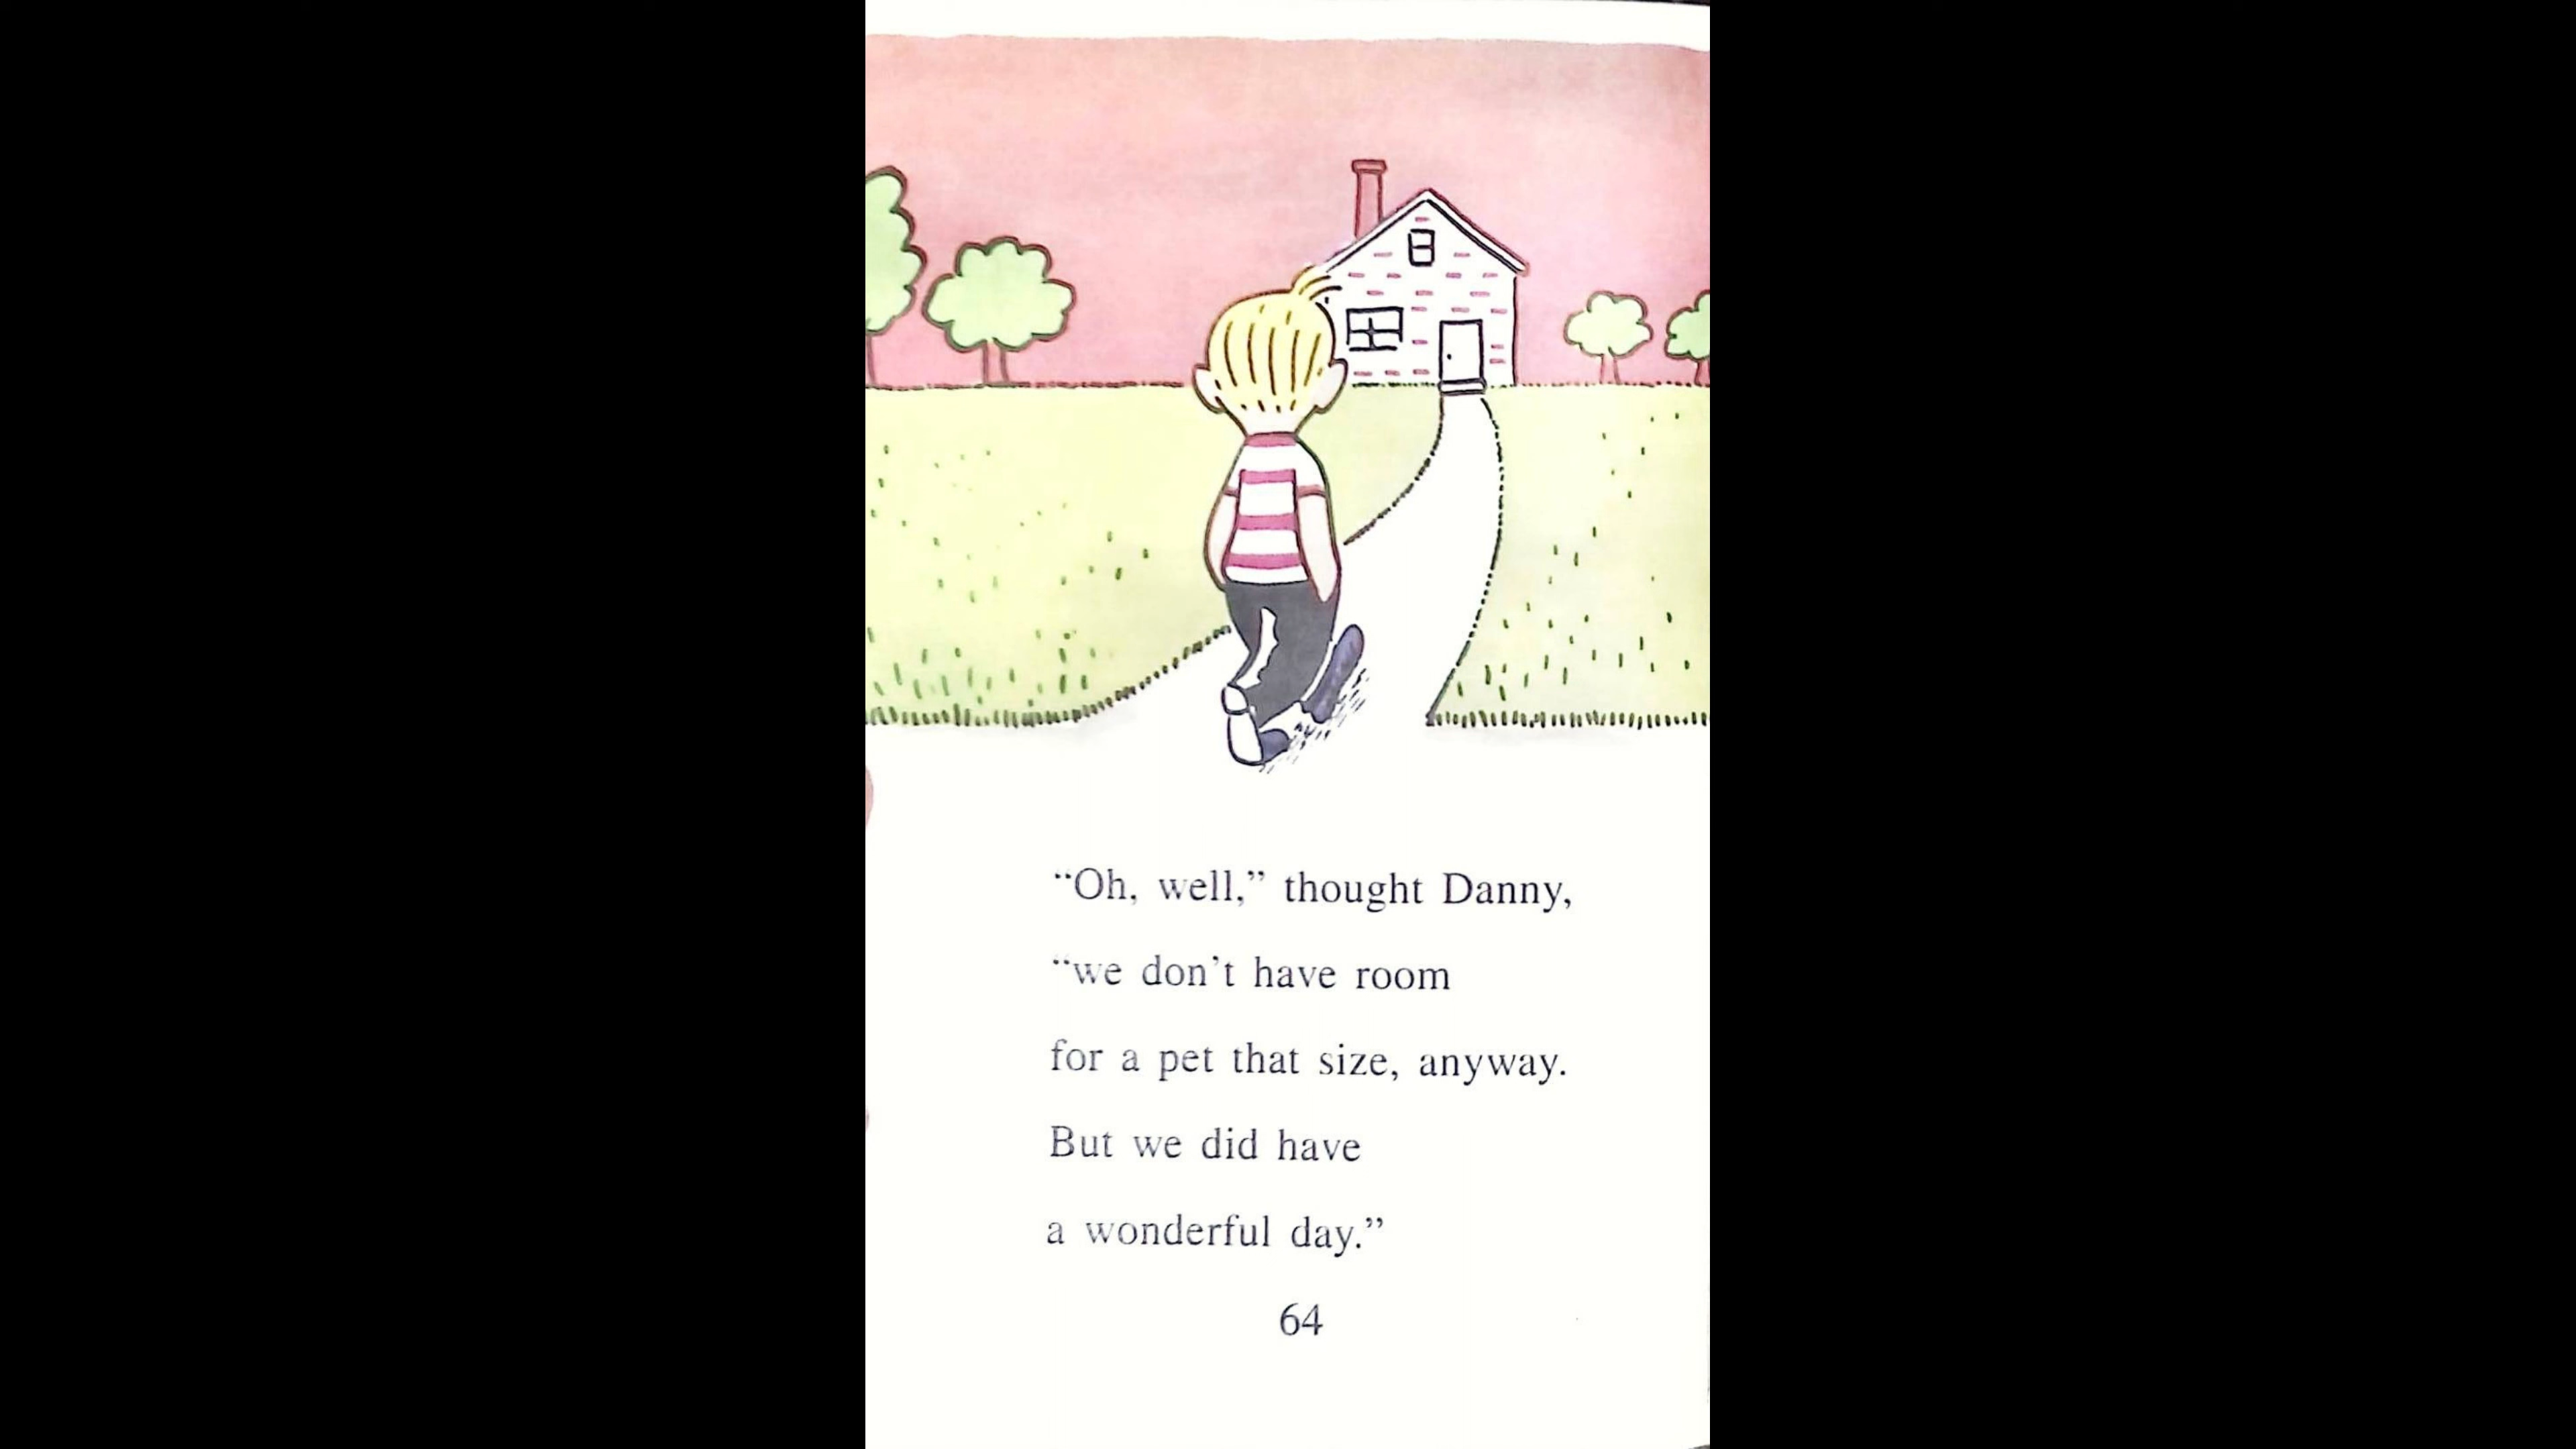 “Oh, well,” thought Danny,
“we don’t have room
for a pet that size, anyway.
But we did have
a wonderful day.”
64